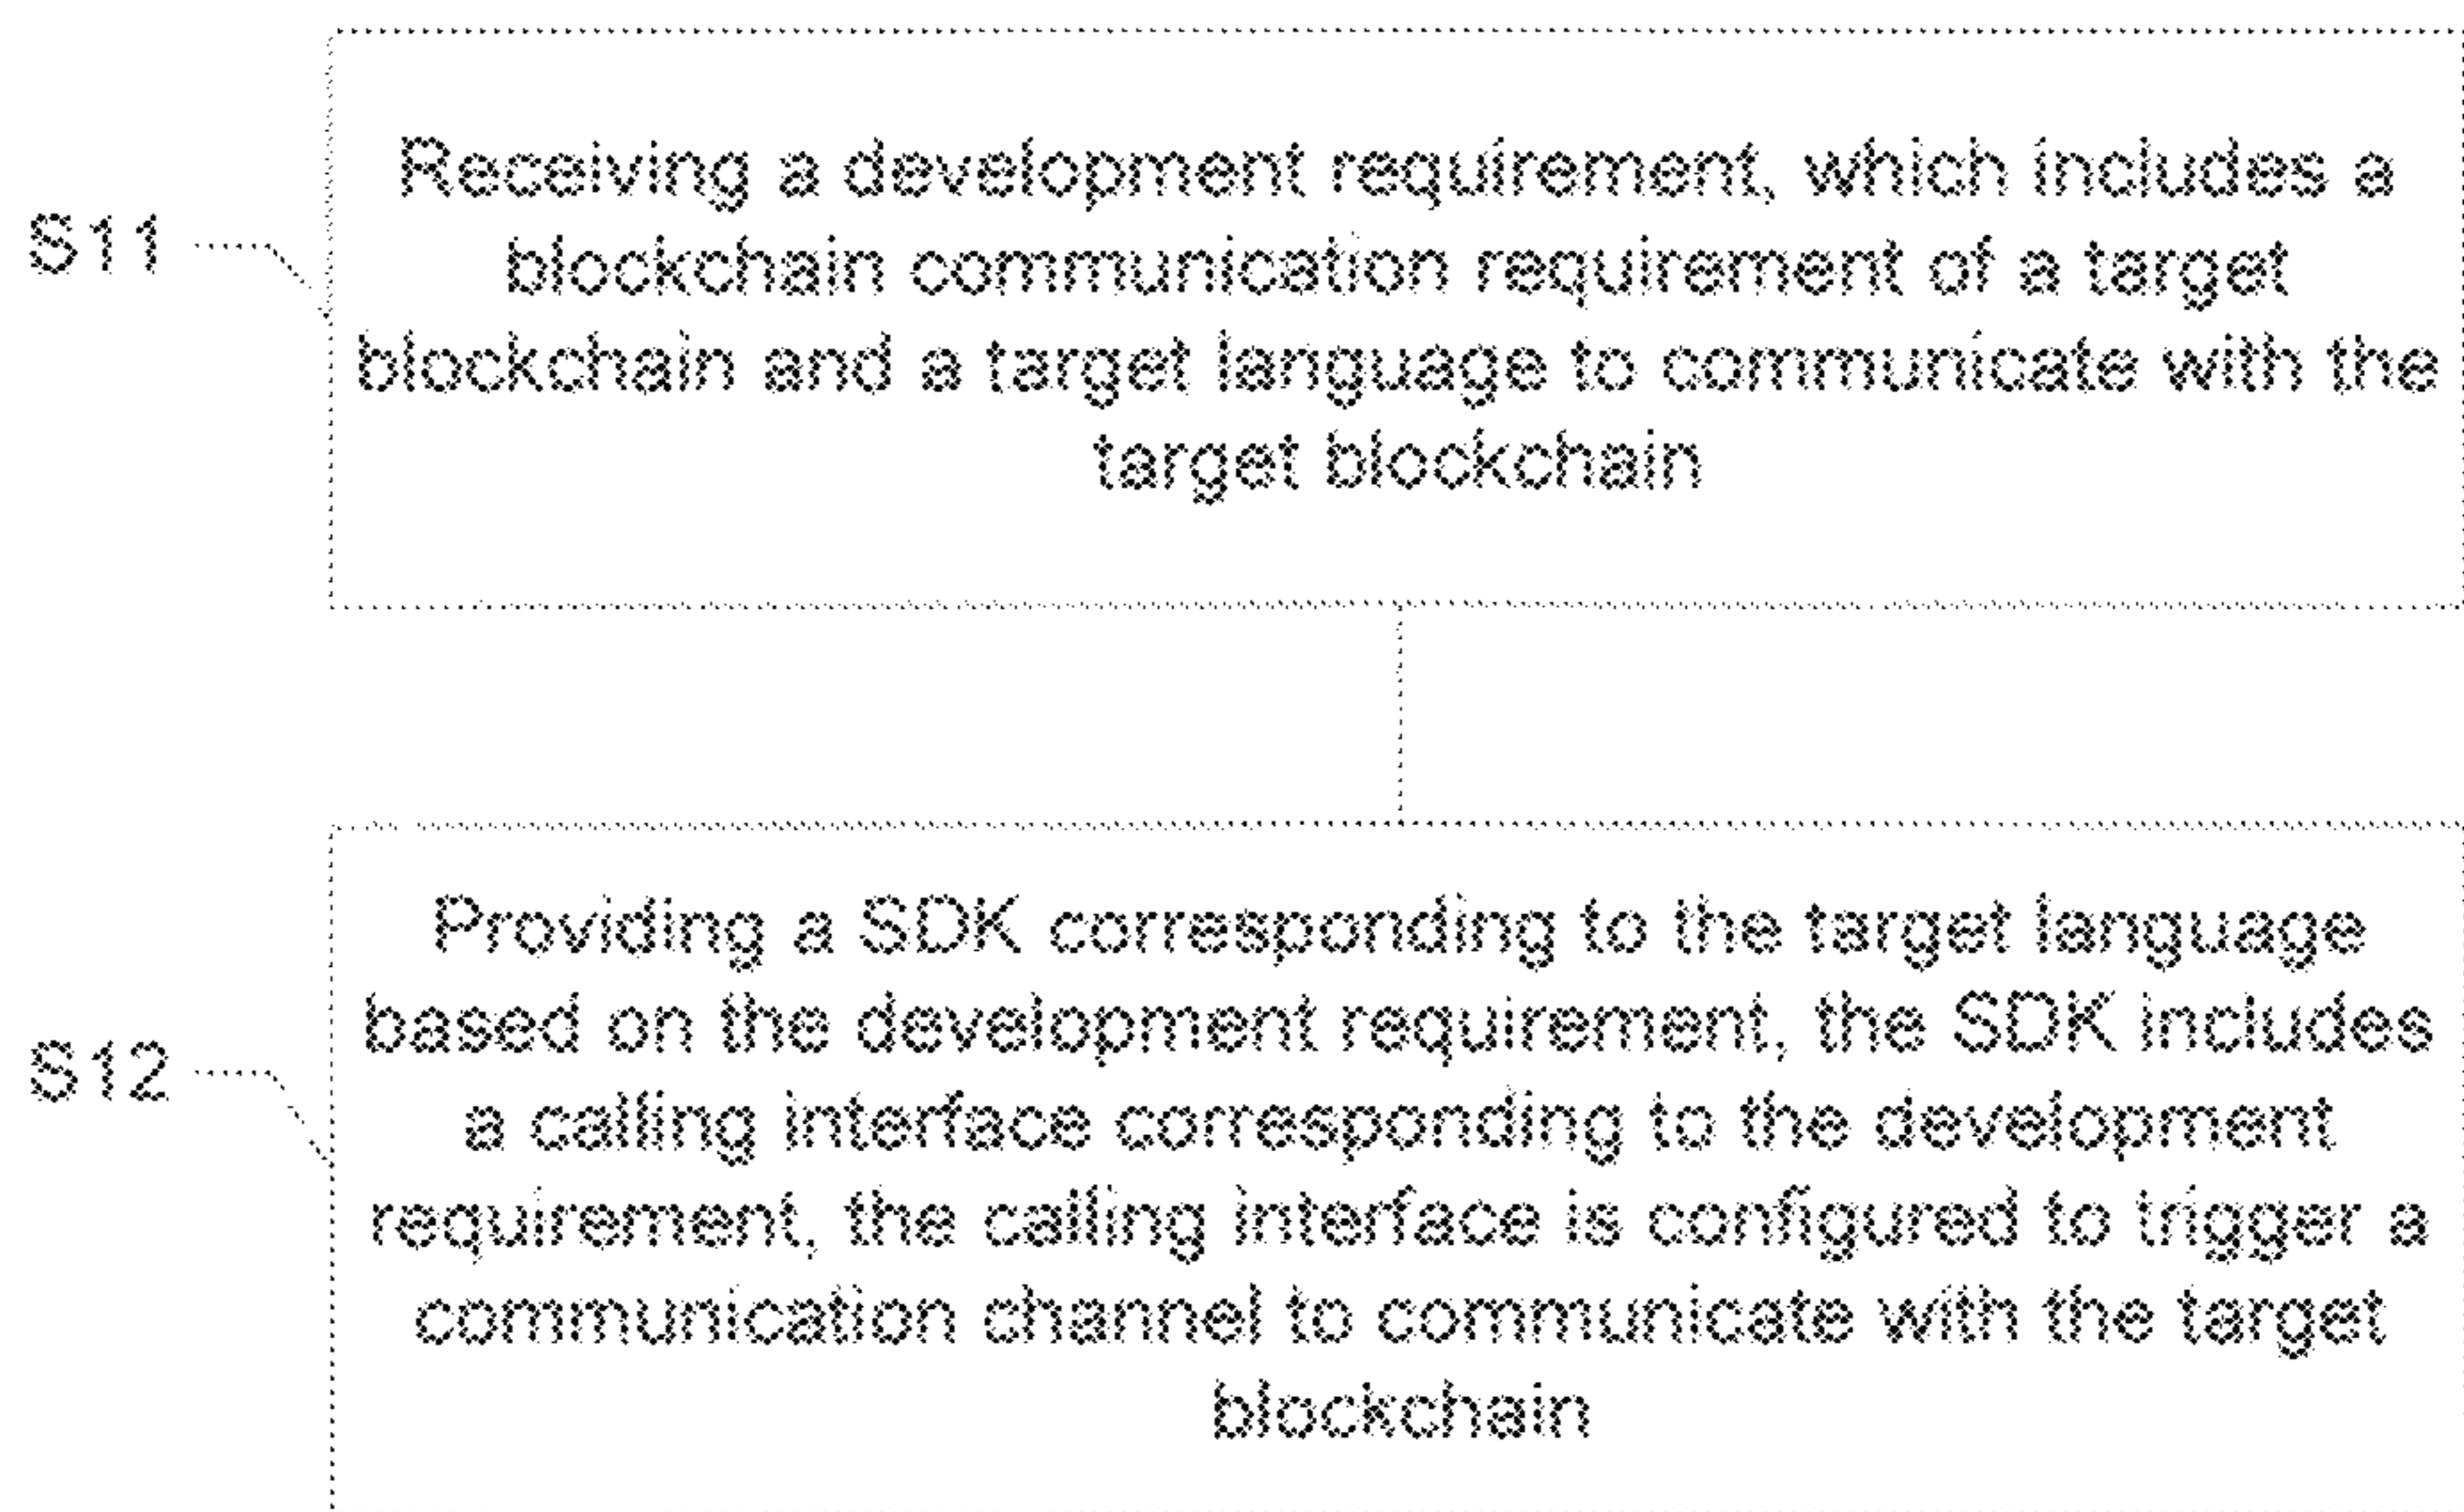 S11
Receiving a development requirement, which includes a
blockchain communication requirement of a target
blockchain and a target language to communicate with the
target blockchain
S12
Providing a SDK corresponding to the target language
based on the development requirement, the SDK includes
a calling interface corresponding to the development
requirement, the calling interface is configured to trigger a
communication channel to communicate with the target
blockchain